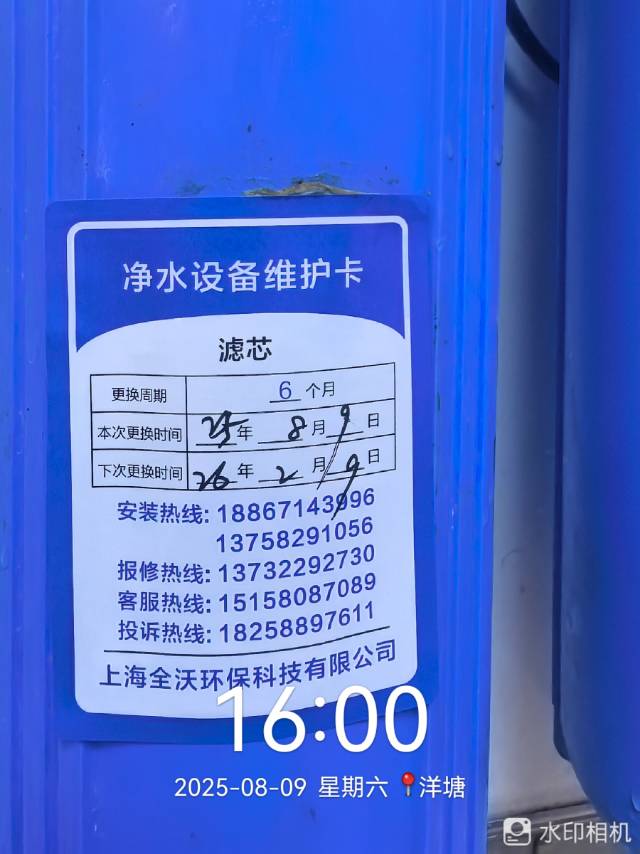 净水设备维护卡
滤芯
更换周期 6 个月
本次更换时间 25 年 8 月 9 日
下次更换时间 26 年 2 月 9 日
安装热线: 18867143996
13758291056
报修热线: 13732292730
客服热线: 15158087089
投诉热线: 18258897611
上海全沃环保科技有限公司
16:00
2025-08-09 星期六 📍洋塘
水印相机